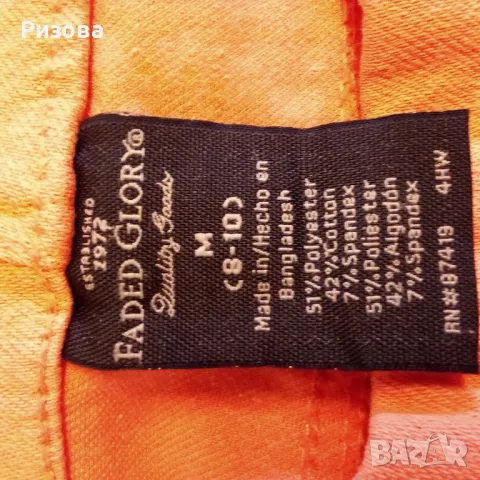 Ризова
ESTABLISHED
1972
FADED GLORY®
Quality Goods
M
(8-10)
Made in/Hecho en
Bangladesh
51% Polyester
42% Cotton
7% Spandex
51% Poliester
42% Algodón
7% Spandex
RN#:87419 4HW
BAZAR